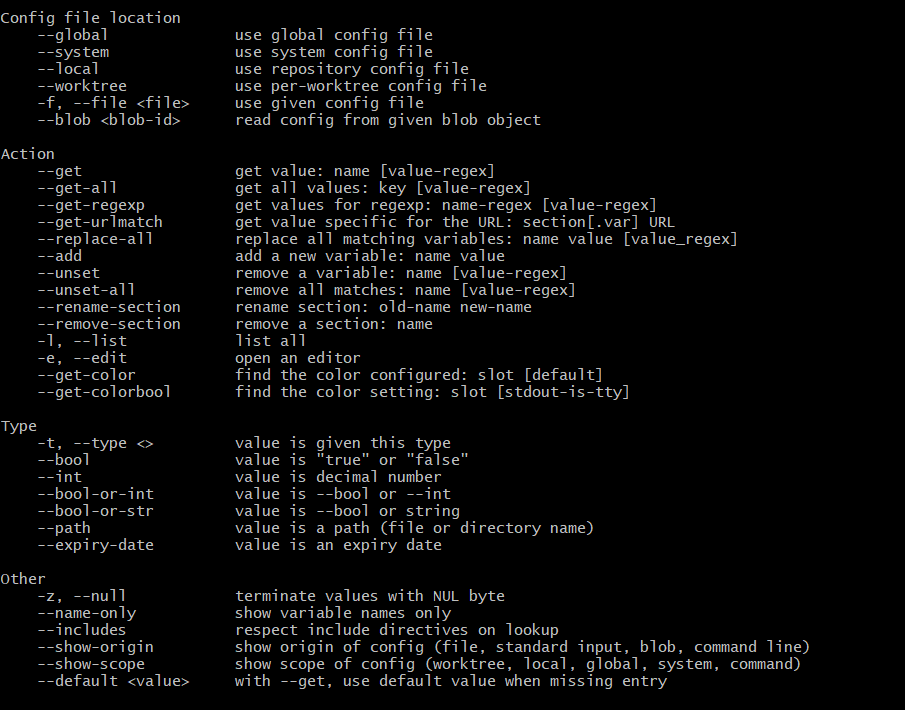 Config file location
    --global              use global config file
    --system              use system config file
    --local               use repository config file
    --worktree            use per-worktree config file
    -f, --file <file>     use given config file
    --blob <blob-id>      read config from given blob object

Action
    --get                 get value: name [value-regex]
    --get-all             get all values: key [value-regex]
    --get-regexp          get values for regexp: name-regex [value-regex]
    --get-urlmatch        get value specific for the URL: section[.var] URL
    --replace-all         replace all matching variables: name value [value_regex]
    --add                 add a new variable: name value
    --unset               remove a variable: name [value-regex]
    --unset-all           remove all matches: name [value-regex]
    --rename-section      rename section: old-name new-name
    --remove-section      remove a section: name
    -l, --list            list all
    -e, --edit            open an editor
    --get-color           find the color configured: slot [default]
    --get-colorbool       find the color setting: slot [stdout-is-tty]

Type
    -t, --type <>         value is given this type
    --bool                value is "true" or "false"
    --int                 value is decimal number
    --bool-or-int         value is --bool or --int
    --bool-or-str         value is --bool or string
    --path                value is a path (file or directory name)
    --expiry-date         value is an expiry date

Other
    -z, --null            terminate values with NUL byte
    --name-only           show variable names only
    --includes            respect include directives on lookup
    --show-origin         show origin of config (file, standard input, blob, command line)
    --show-scope          show scope of config (worktree, local, global, system, command)
    --default <value>     with --get, use default value when missing entry